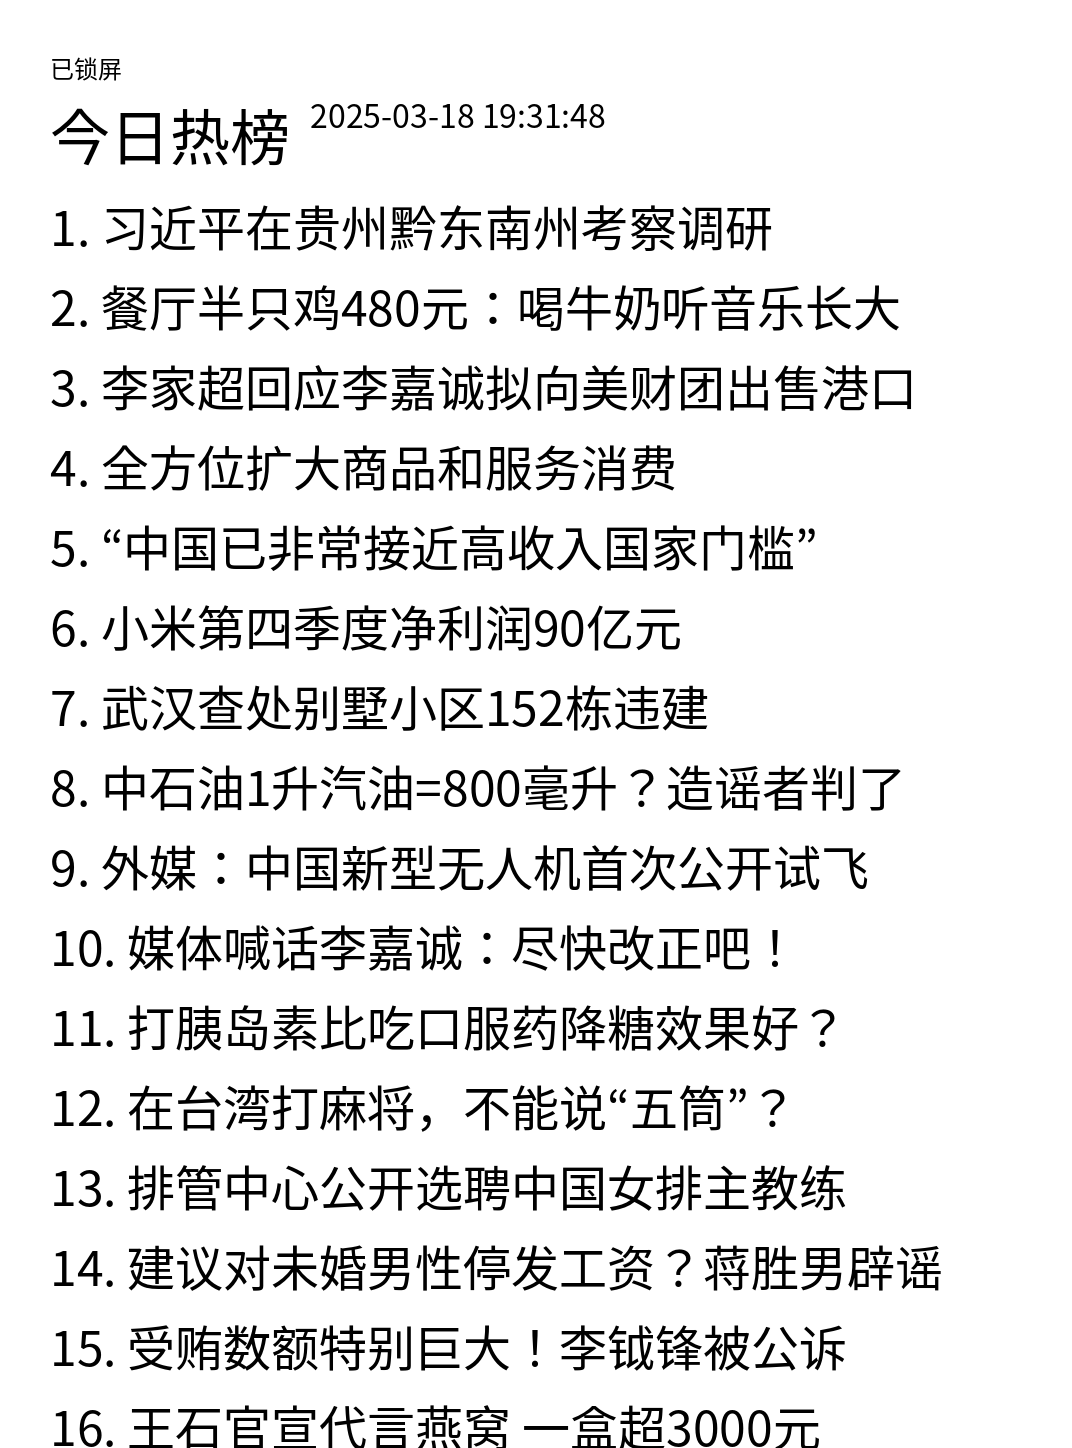 已锁屏
今日热榜 2025-03-18 19:31:48
1. 习近平在贵州黔东南州考察调研
2. 餐厅半只鸡480元：喝牛奶听音乐长大
3. 李家超回应李嘉诚拟向美财团出售港口
4. 全方位扩大商品和服务消费
5. “中国已非常接近高收入国家门槛”
6. 小米第四季度净利润90亿元
7. 武汉查处别墅小区152栋违建
8. 中石油1升汽油=800毫升？造谣者判了
9. 外媒：中国新型无人机首次公开试飞
10. 媒体喊话李嘉诚：尽快改正吧！
11. 打胰岛素比吃口服药降糖效果好？
12. 在台湾打麻将，不能说“五筒”？
13. 排管中心公开选聘中国女排主教练
14. 建议对未婚男性停发工资？蒋胜男辟谣
15. 受贿数额特别巨大！李钺锋被公诉
16. 王石官宣代言燕窝 一盒超3000元